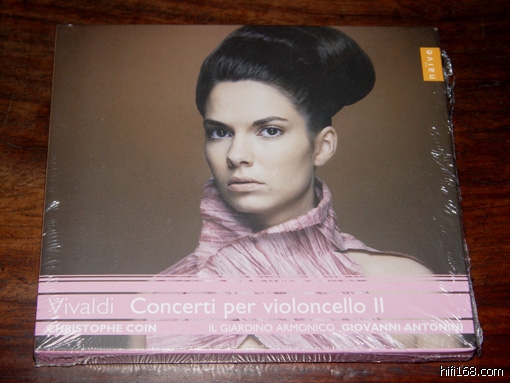 naïve
Vivaldi Concerti per violoncello II
CHRISTOPHE COIN IL GIARDINO ARMONICO GIOVANNI ANTONINI
hifi168.com